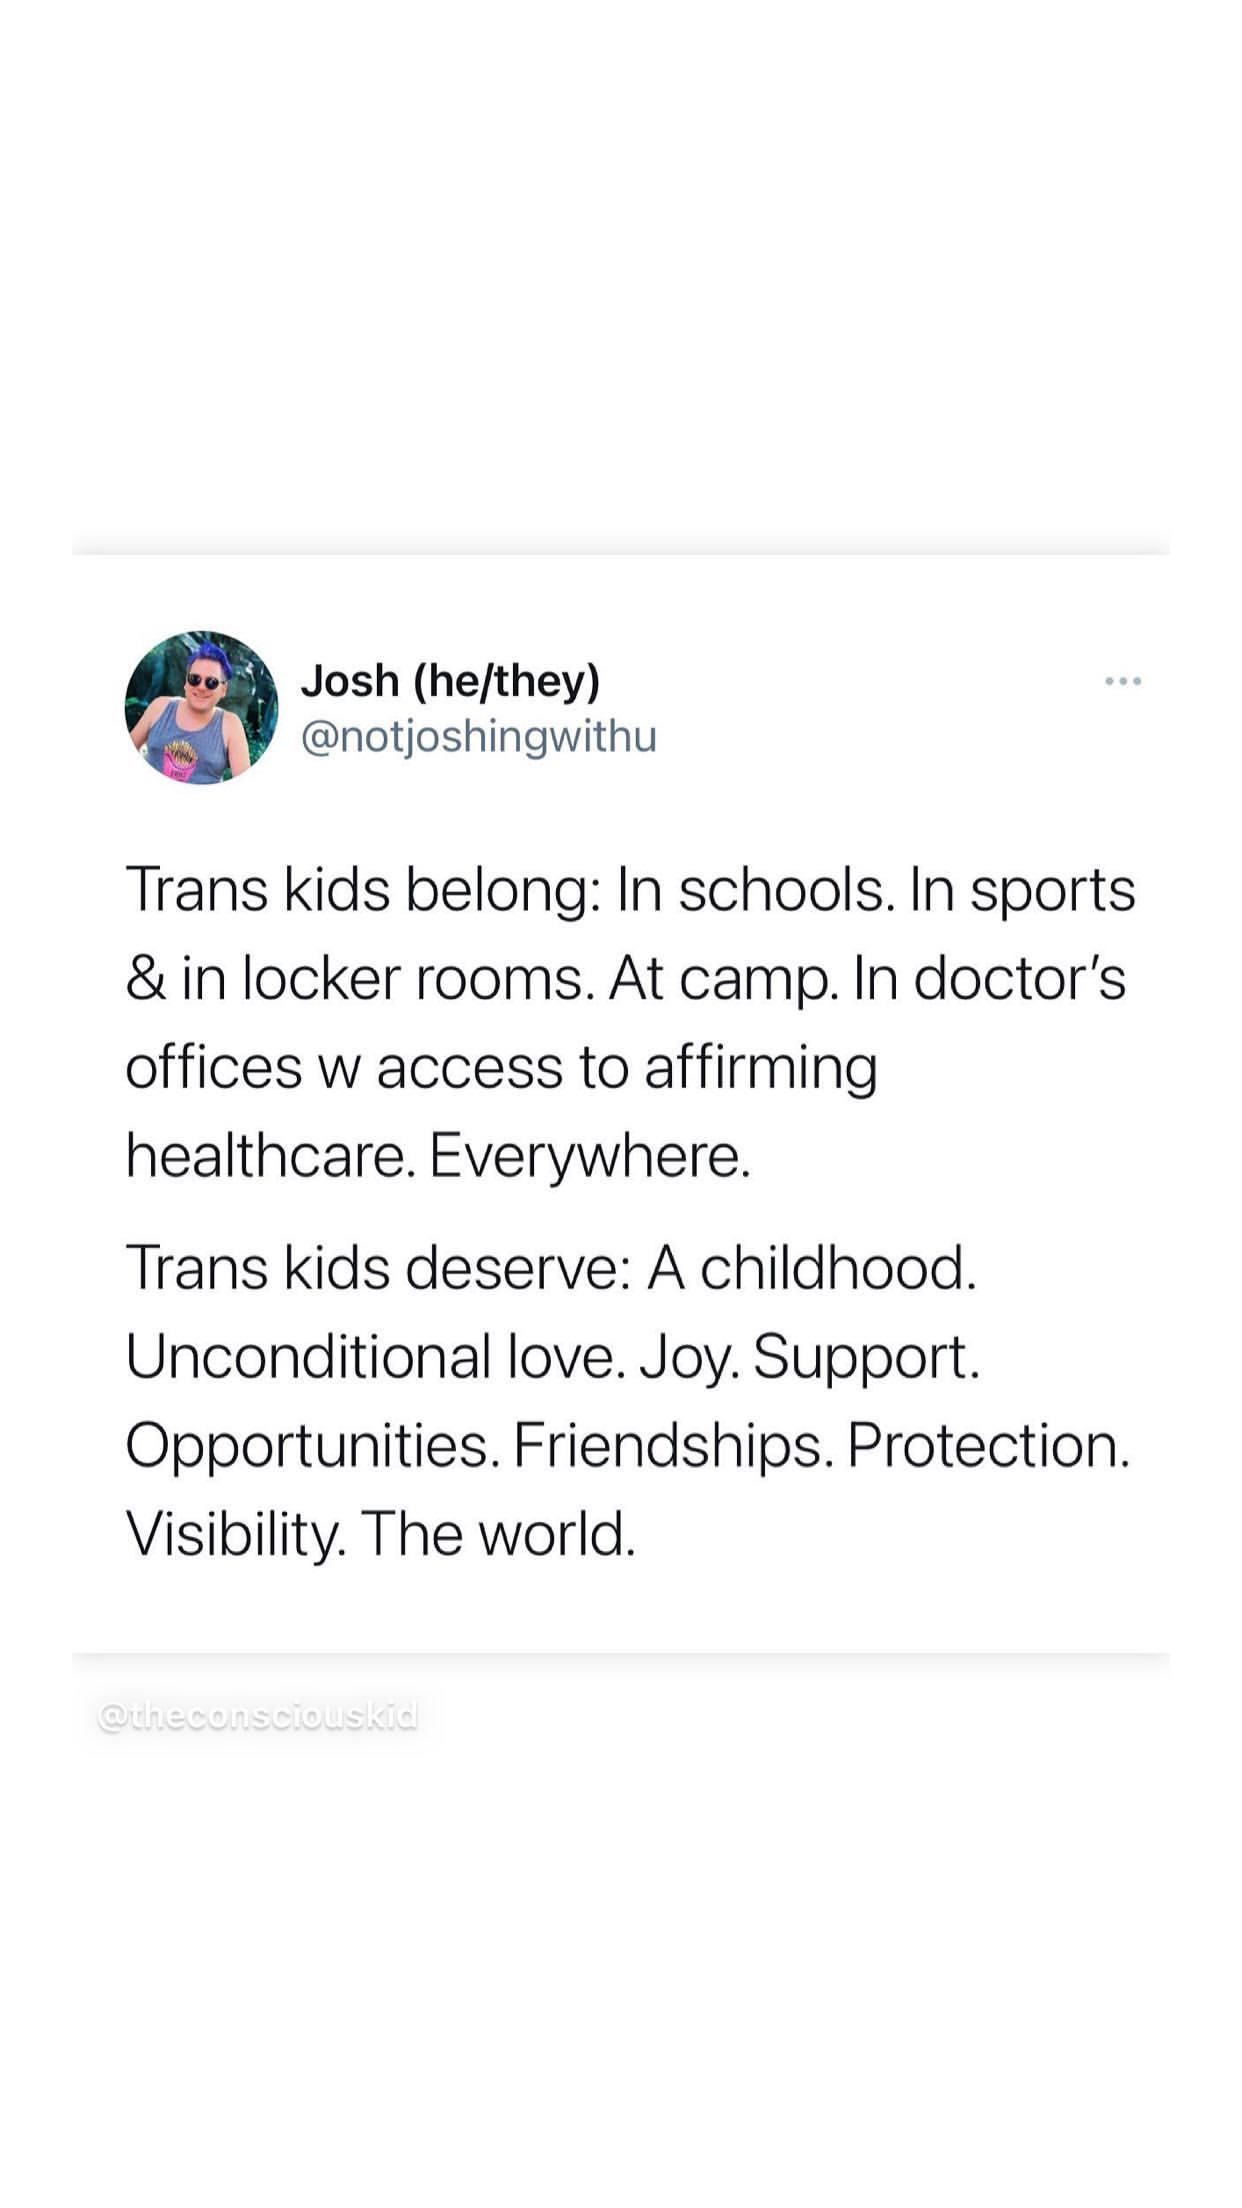 Josh (he/they)
@notjoshingwithu
Trans kids belong: In schools. In sports
& in locker rooms. At camp. In doctor’s
offices w access to affirming
healthcare. Everywhere.
Trans kids deserve: A childhood.
Unconditional love. Joy. Support.
Opportunities. Friendships. Protection.
Visibility. The world.
@theconsciouskid